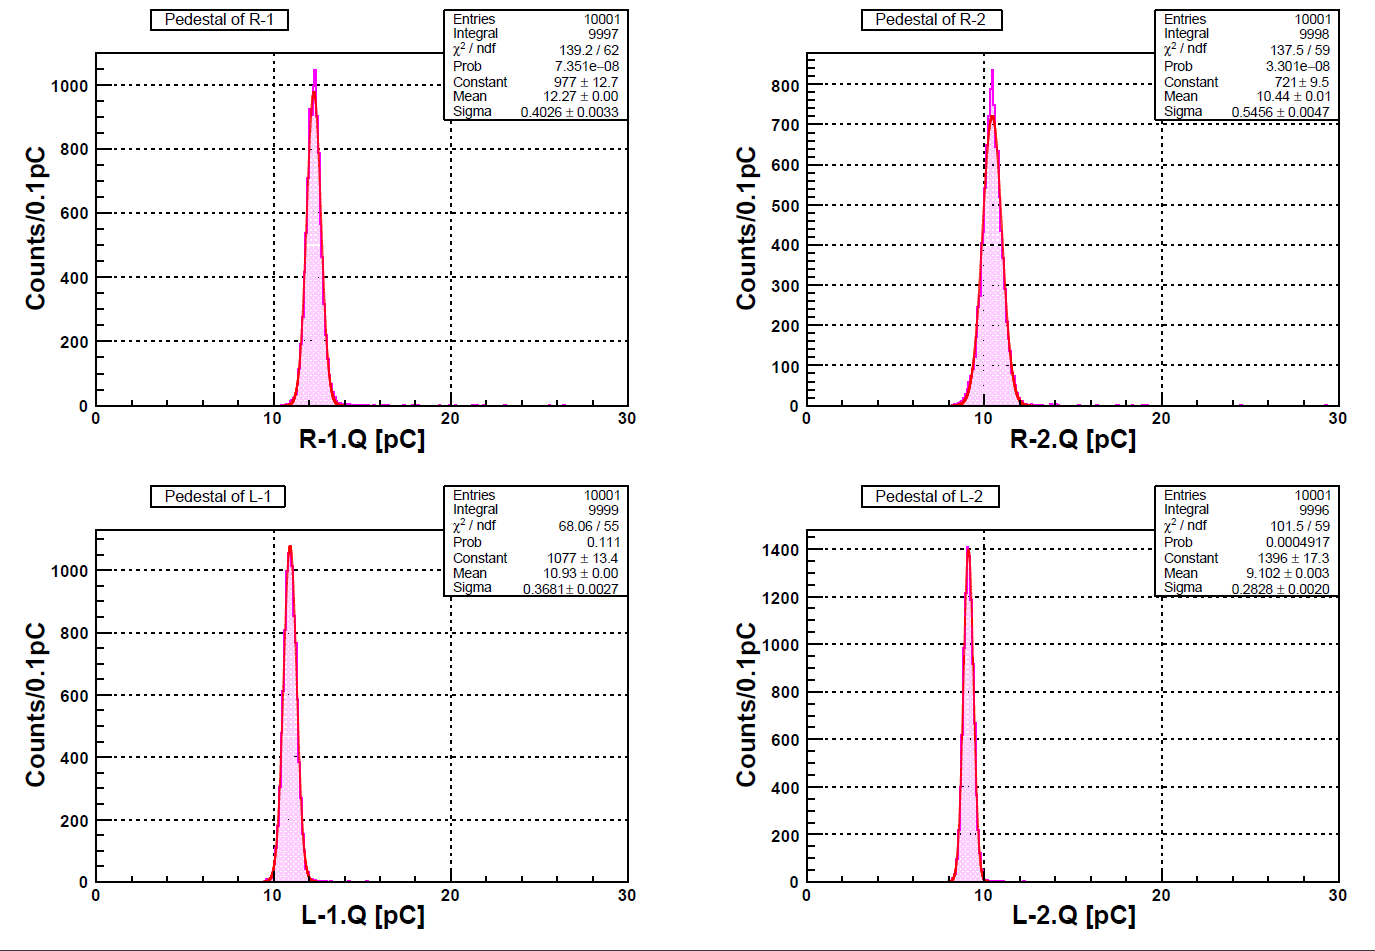 Pedestal of R-1
Entries 10001
Integral 9997
χ² / ndf 139.2 / 62
Prob 7.351e−08
Constant 977 ± 12.7
Mean 12.27 ± 0.00
Sigma 0.4026 ± 0.0033
Counts/0.1pC
1000
800
600
400
200
0
0 10 20 30
R-1.Q [pC]
Pedestal of R-2
Entries 10001
Integral 9998
χ² / ndf 137.5 / 59
Prob 3.301e−08
Constant 721 ± 9.5
Mean 10.44 ± 0.01
Sigma 0.5456 ± 0.0047
Counts/0.1pC
800
700
600
500
400
300
200
100
0
0 10 20 30
R-2.Q [pC]
Pedestal of L-1
Entries 10001
Integral 9999
χ² / ndf 68.06 / 55
Prob 0.111
Constant 1077 ± 13.4
Mean 10.93 ± 0.00
Sigma 0.3681 ± 0.0027
Counts/0.1pC
1000
800
600
400
200
0
0 10 20 30
L-1.Q [pC]
Pedestal of L-2
Entries 10001
Integral 9996
χ² / ndf 101.5 / 59
Prob 0.0004917
Constant 1396 ± 17.3
Mean 9.102 ± 0.003
Sigma 0.2828 ± 0.0020
Counts/0.1pC
1400
1200
1000
800
600
400
200
0
0 10 20 30
L-2.Q [pC]